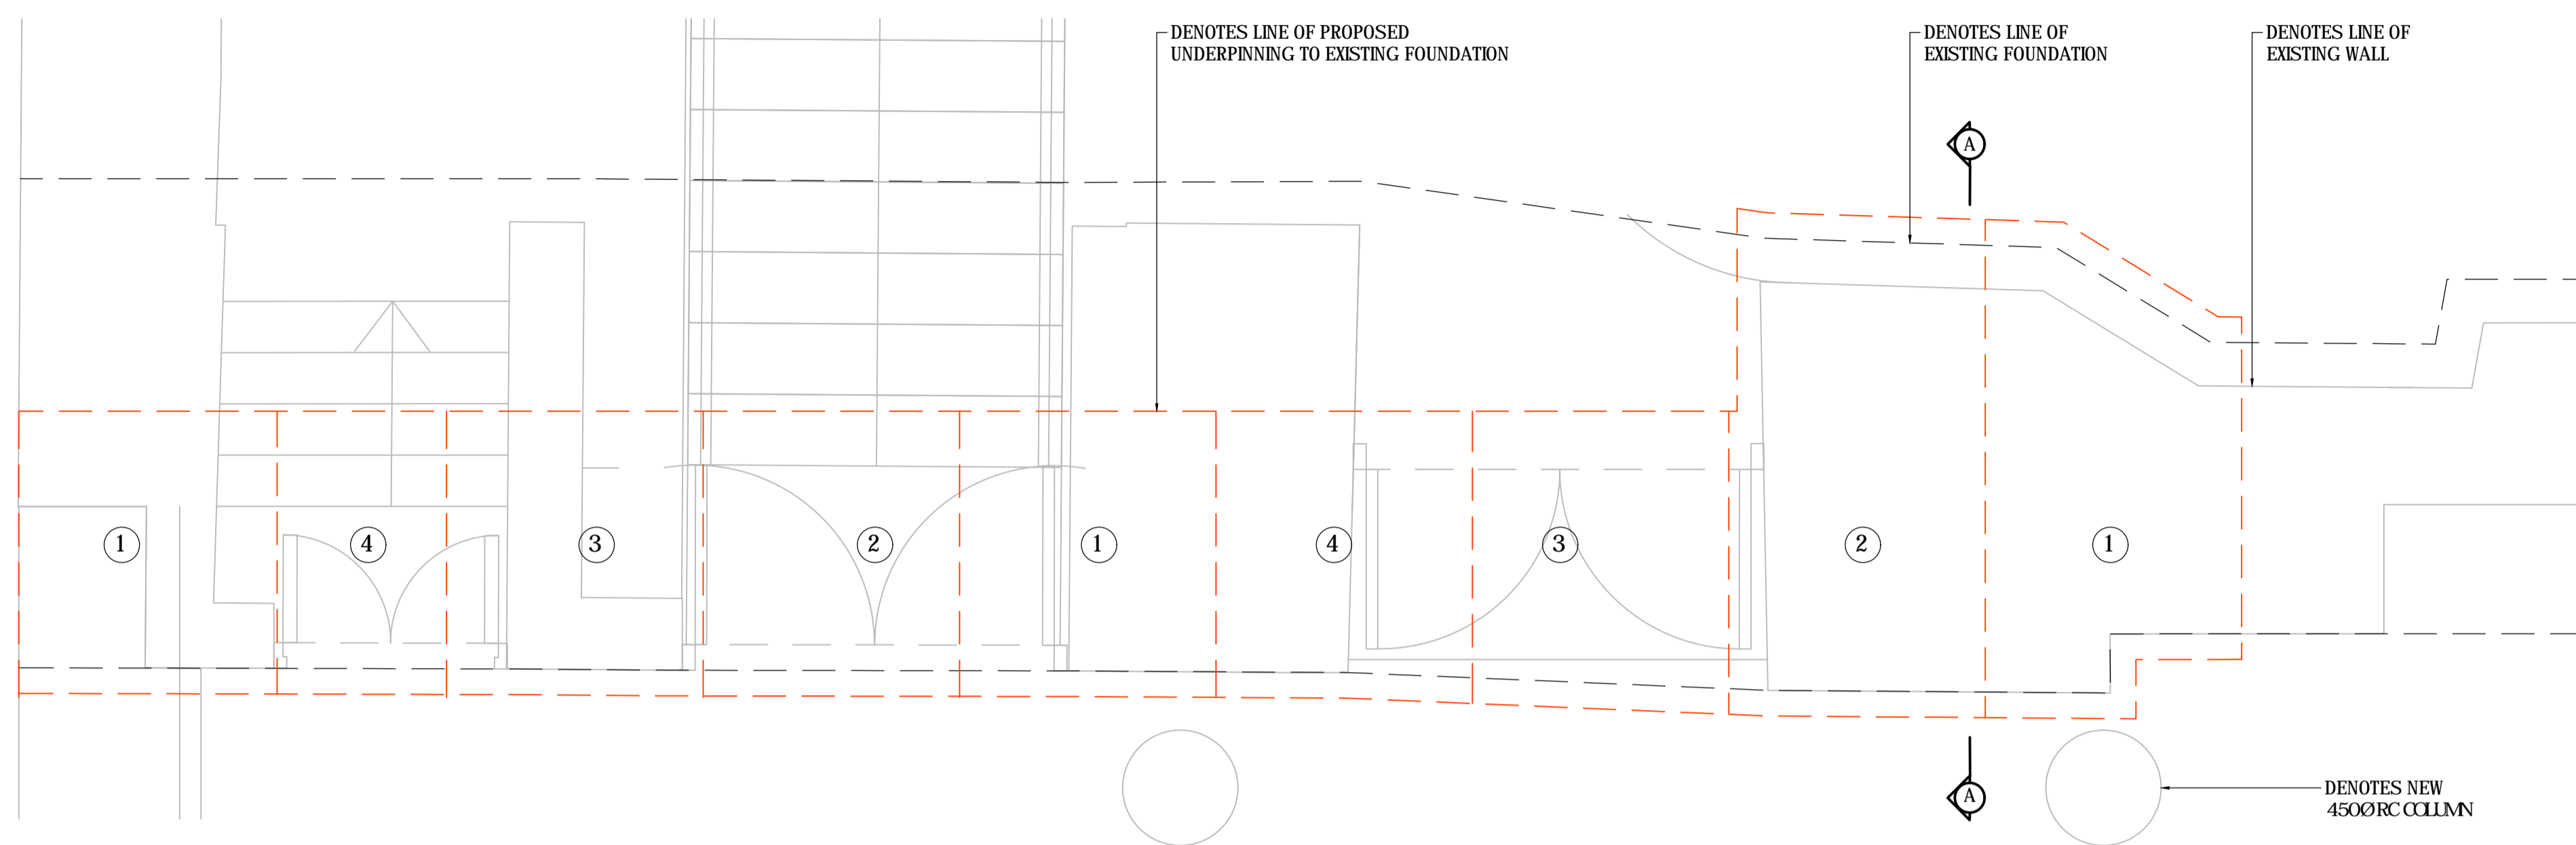 DENOTES LINE OF PROPOSED
UNDERPINNING TO EXISTING FOUNDATION
DENOTES LINE OF
EXISTING FOUNDATION
DENOTES LINE OF
EXISTING WALL
A
1
4
3
2
1
4
3
2
1
A
DENOTES NEW
450Ø RC COLUMN